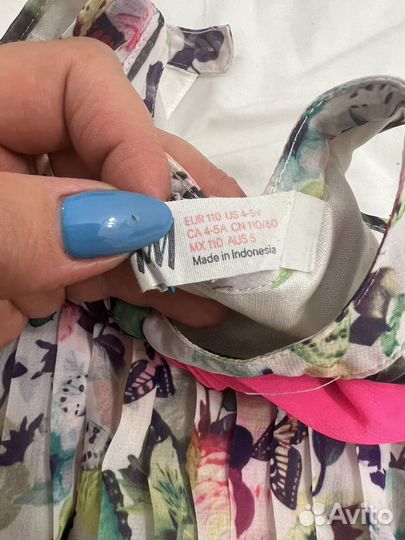 EUR 110 US 4-5Y
CA 4-5A CN 110/60
MX 110 AUS 5
Made in Indonesia
Avito